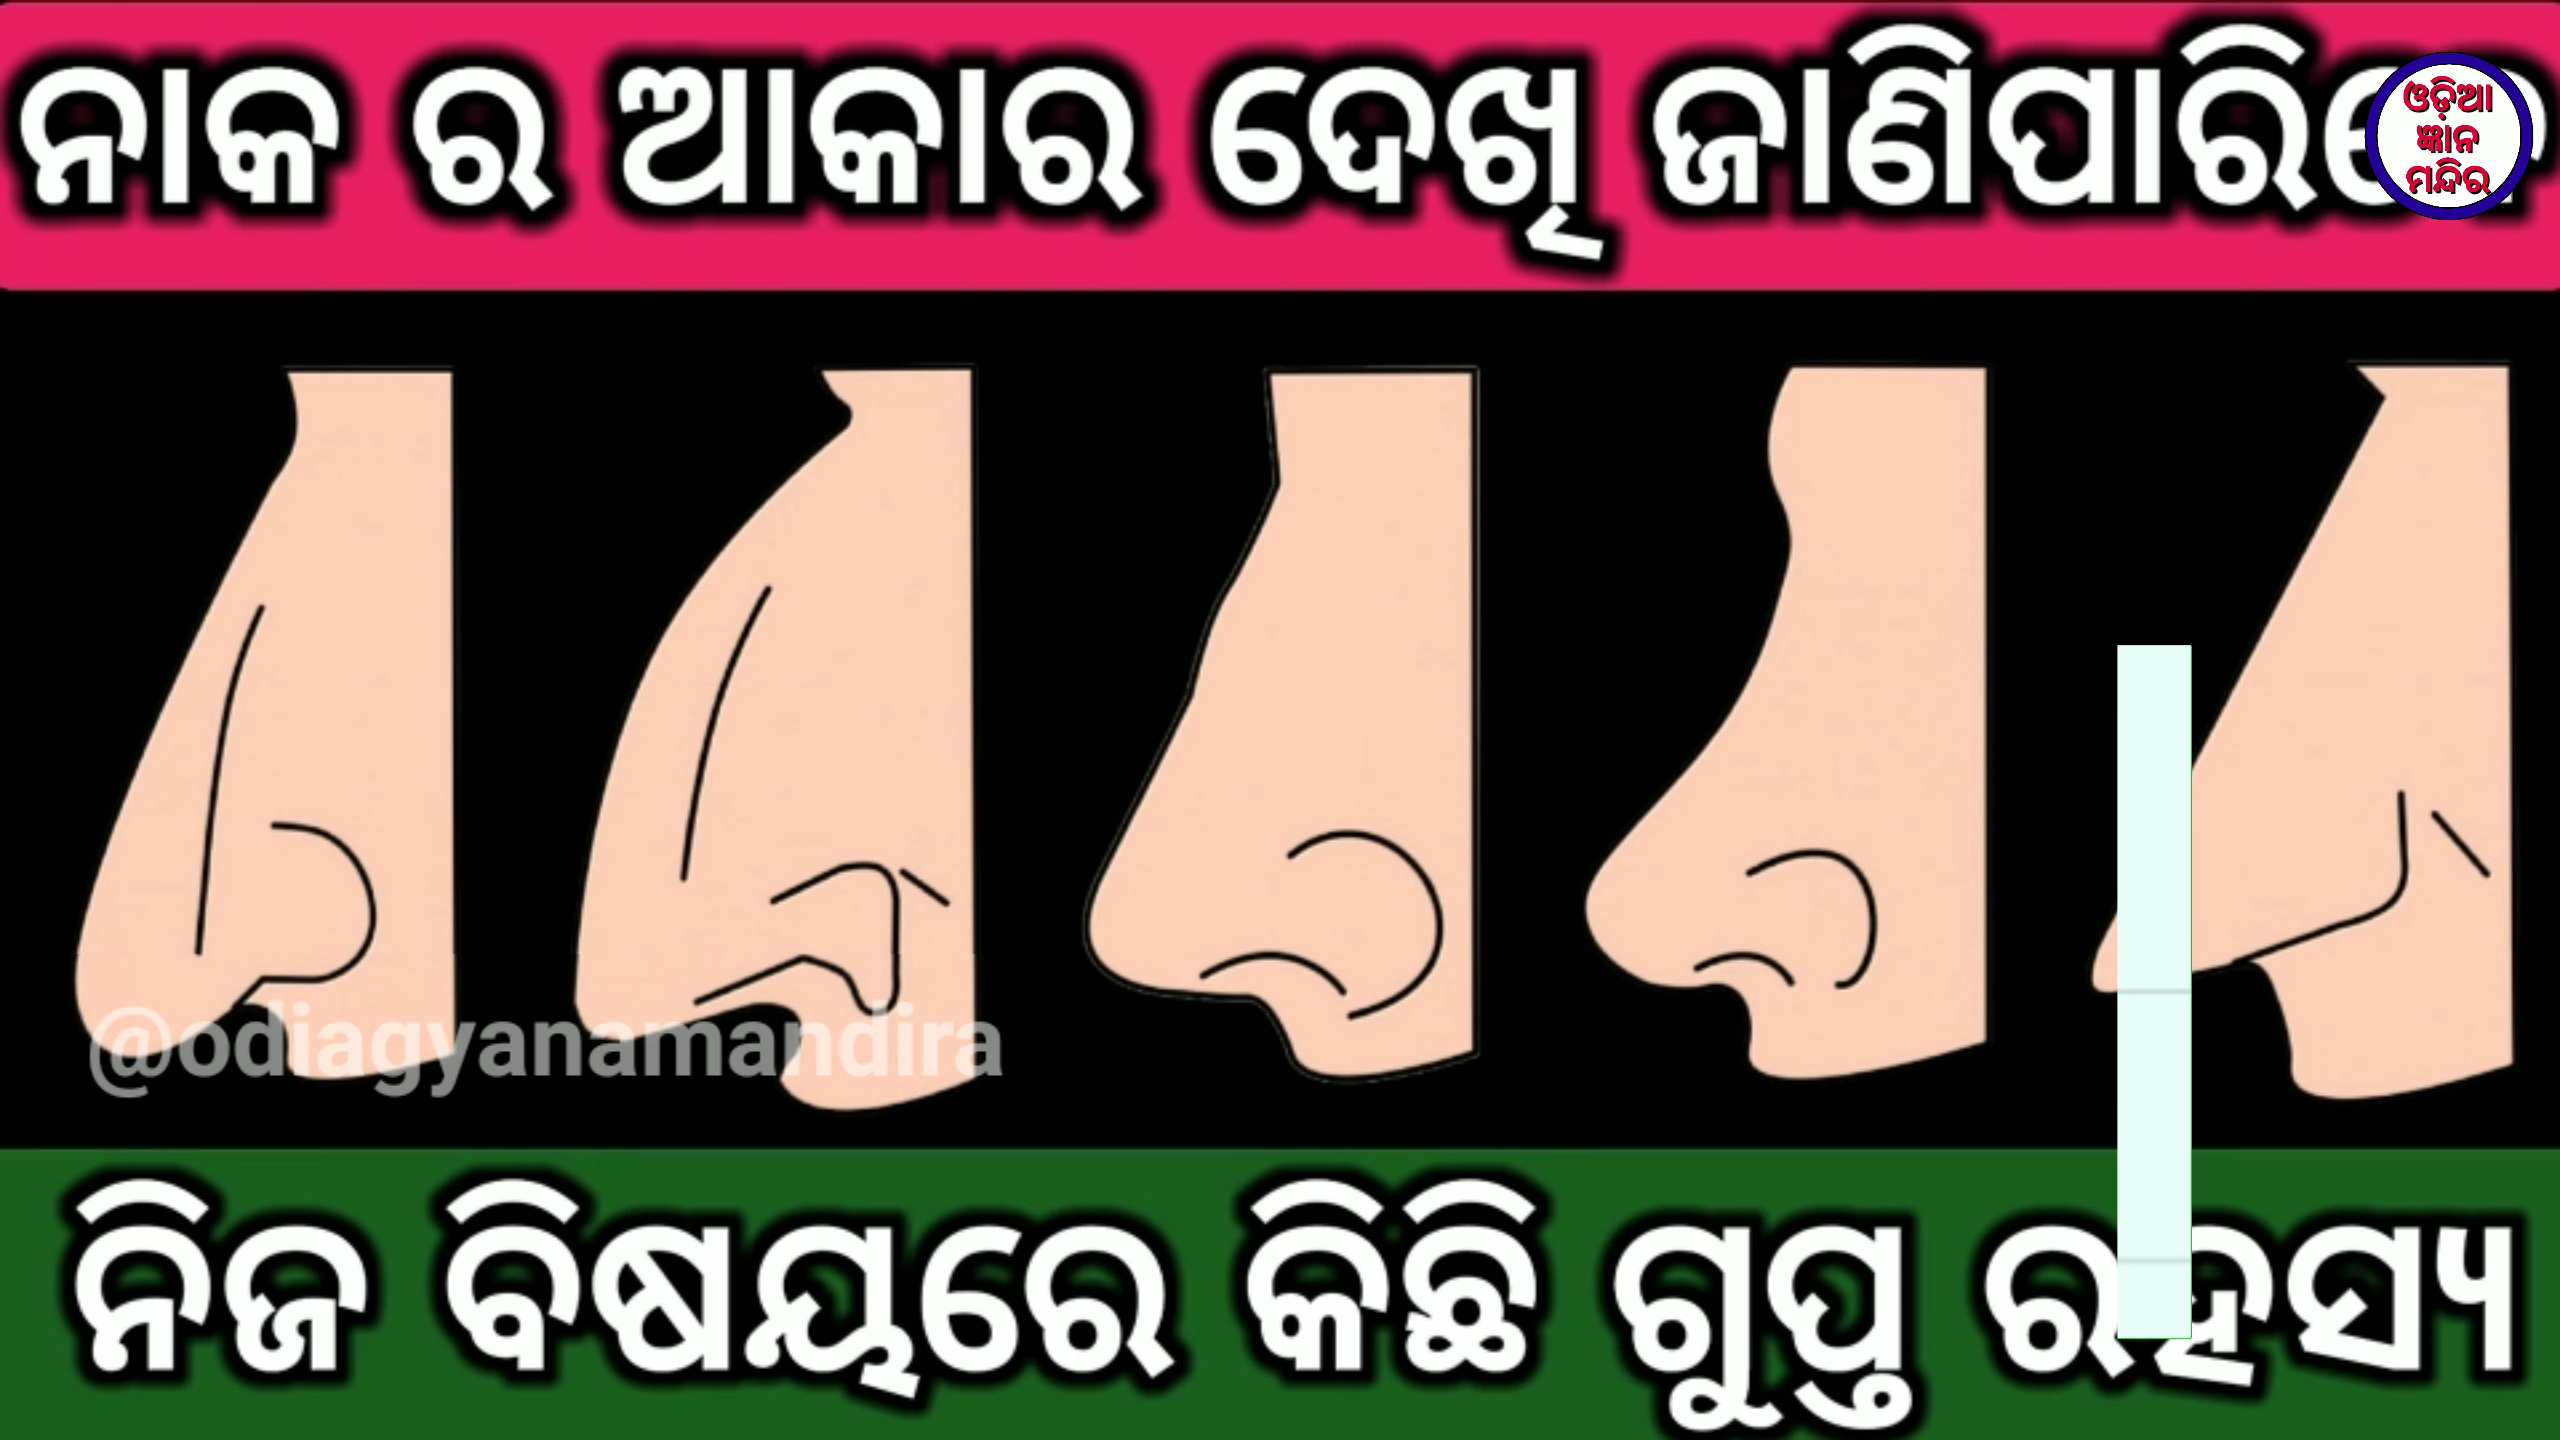 ନାକ ର ଆକାର ଦେଖି ଜାଣିପାରିବେ
ଓଡ଼ିଆ
ଜ୍ଞାନ
ମନ୍ଦିର
@odiagyanamandira
ନିଜ ବିଷୟରେ କିଛି ଗୁପ୍ତ ରହସ୍ୟ